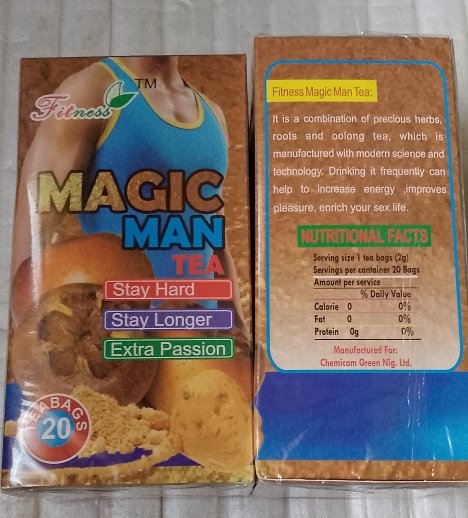 Fitness
TM
MAGIC
MAN
TEA
Stay Hard
Stay Longer
Extra Passion
TEABAGS
20
Fitness Magic Man Tea:
It is a combination of precious herbs,
roots and oolong tea, which is
manufactured with modern science and
technology. Drinking it frequently can
help to increase energy ,improves
pleasure, enrich your sex life.
NUTRITIONAL FACTS
Serving size 1 tea bags (2g)
Servings per container 20 Bags
Amount per service
% Daily Value
Calorie 0 0%
Fat 0 0%
Protein 0g 0%
Manufactured For:
Chemicam Green Nig. Ltd.